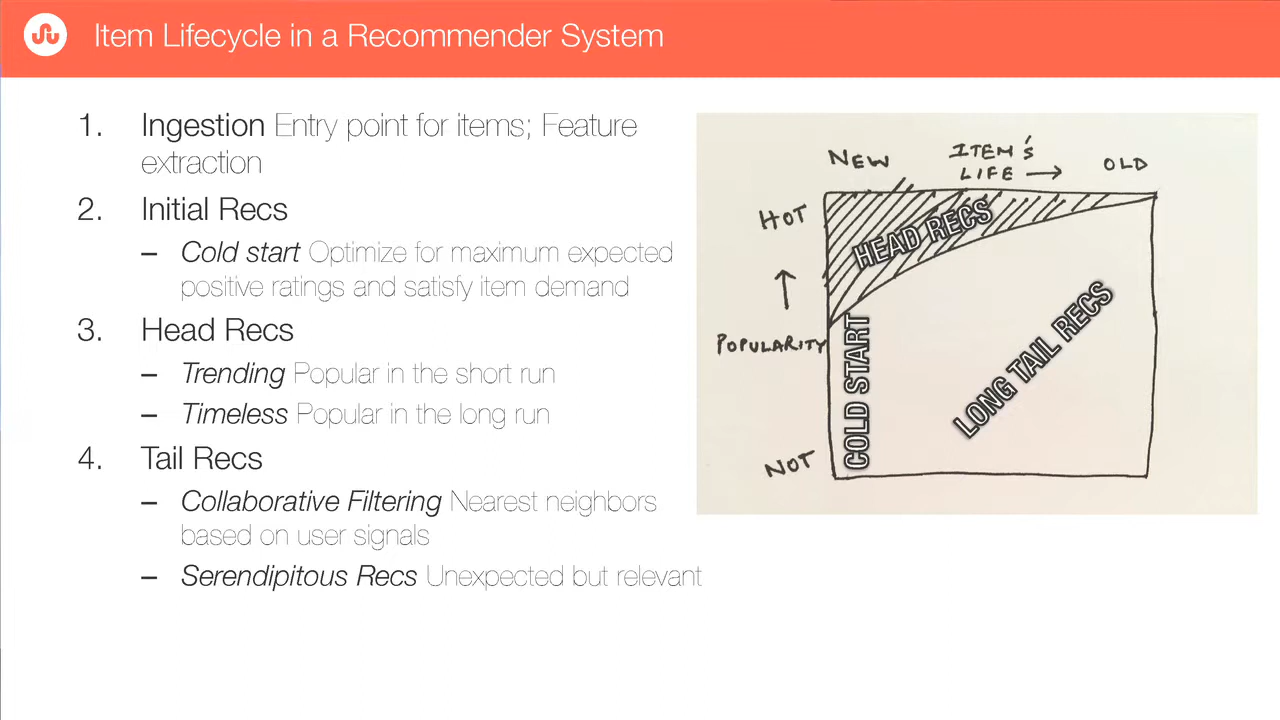 Item Lifecycle in a Recommender System
1. Ingestion Entry point for items; Feature
extraction
2. Initial Recs
– Cold start Optimize for maximum expected
positive ratings and satisfy item demand
3. Head Recs
– Trending Popular in the short run
– Timeless Popular in the long run
4. Tail Recs
– Collaborative Filtering Nearest neighbors
based on user signals
– Serendipitous Recs Unexpected but relevant
NEW
ITEM'S
LIFE →
OLD
HOT
HEAD RECS
POPULARITY
COLD START
LONG TAIL RECS
NOT